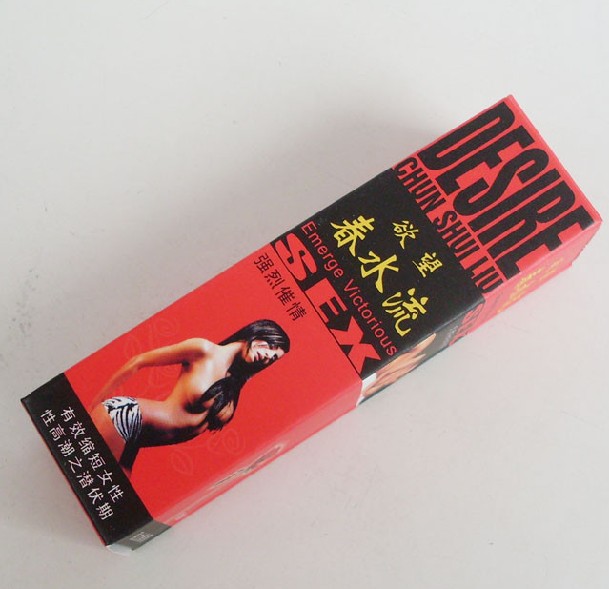 DESIRE
CHUN SHUI LIU
欲望
春水流
Emerge Victorious
SEX
强烈催情
有效缩短女性
性高潮之潜伏期